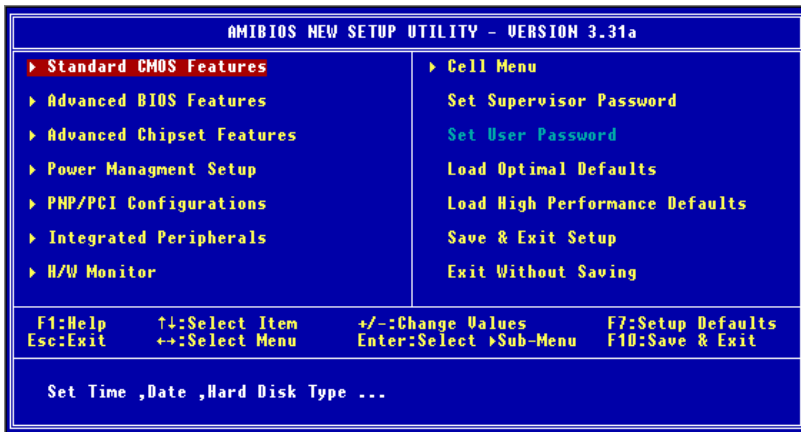 AMIBIOS NEW SETUP UTILITY - VERSION 3.31a
▸ Standard CMOS Features
▸ Advanced BIOS Features
▸ Advanced Chipset Features
▸ Power Managment Setup
▸ PNP/PCI Configurations
▸ Integrated Peripherals
▸ H/W Monitor
▸ Cell Menu
Set Supervisor Password
Set User Password
Load Optimal Defaults
Load High Performance Defaults
Save & Exit Setup
Exit Without Saving
F1:Help ↑↓:Select Item +/-:Change Values F7:Setup Defaults
Esc:Exit ←→:Select Menu Enter:Select ▸Sub-Menu F10:Save & Exit
Set Time ,Date ,Hard Disk Type ...